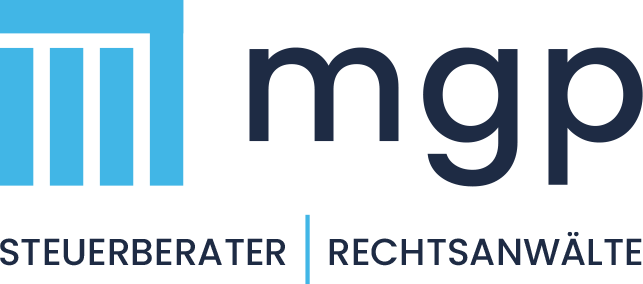 mgp
STEUERBERATER | RECHTSANWÄLTE